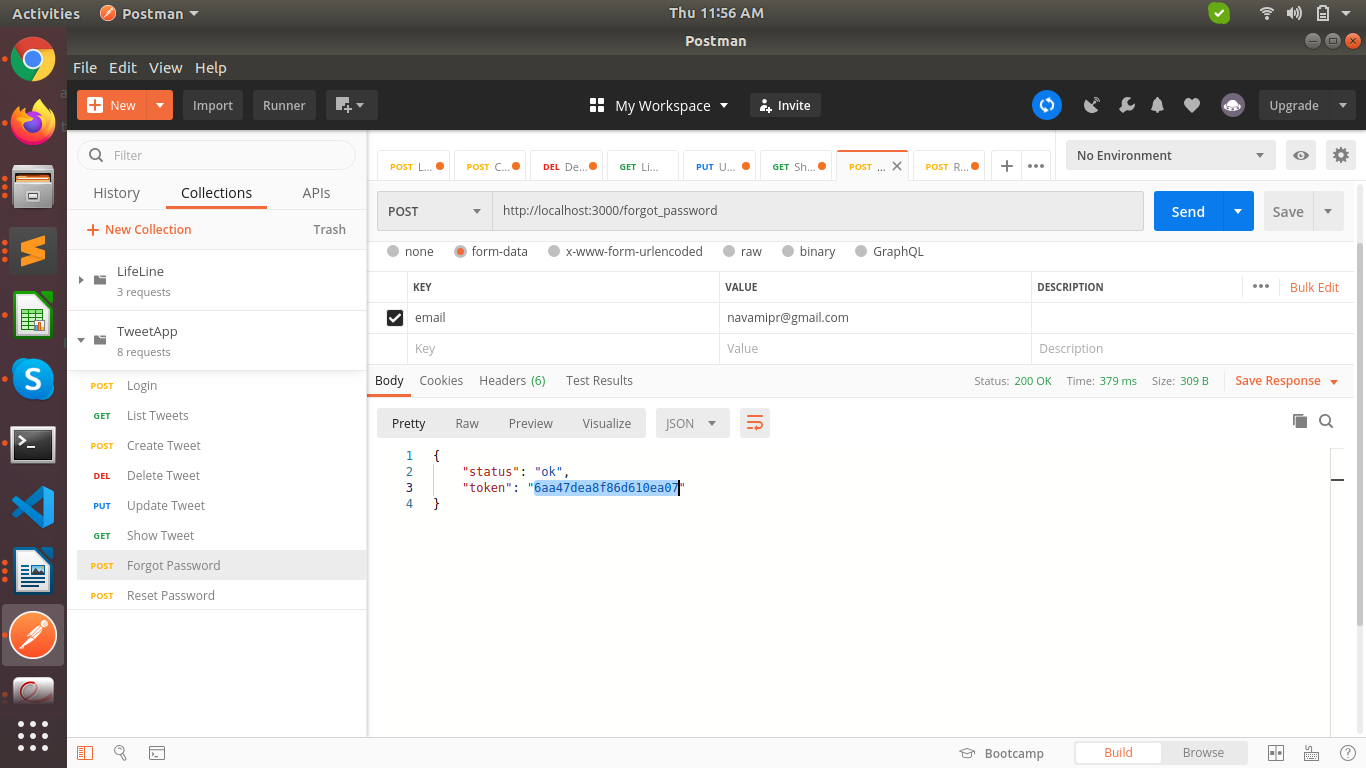 Activities Postman Thu 11:56 AM
Postman
File Edit View Help
New Import Runner My Workspace Invite Upgrade
Filter
History Collections APIs
New Collection Trash
LifeLine
3 requests
TweetApp
8 requests
POST Login
GET List Tweets
POST Create Tweet
DEL Delete Tweet
PUT Update Tweet
GET Show Tweet
POST Forgot Password
POST Reset Password
POST L... POST C... DEL De... GET Li... PUT U... GET Sh... POST ... POST R... No Environment
POST http://localhost:3000/forgot_password Send Save
none form-data x-www-form-urlencoded raw binary GraphQL
KEY VALUE DESCRIPTION ••• Bulk Edit
email navamipr@gmail.com
Key Value Description
Body Cookies Headers (6) Test Results Status: 200 OK Time: 379 ms Size: 309 B Save Response
Pretty Raw Preview Visualize JSON
1 {
2 "status": "ok",
3 "token": "6aa47dea8f86d610ea07"
4 }
Bootcamp Build Browse